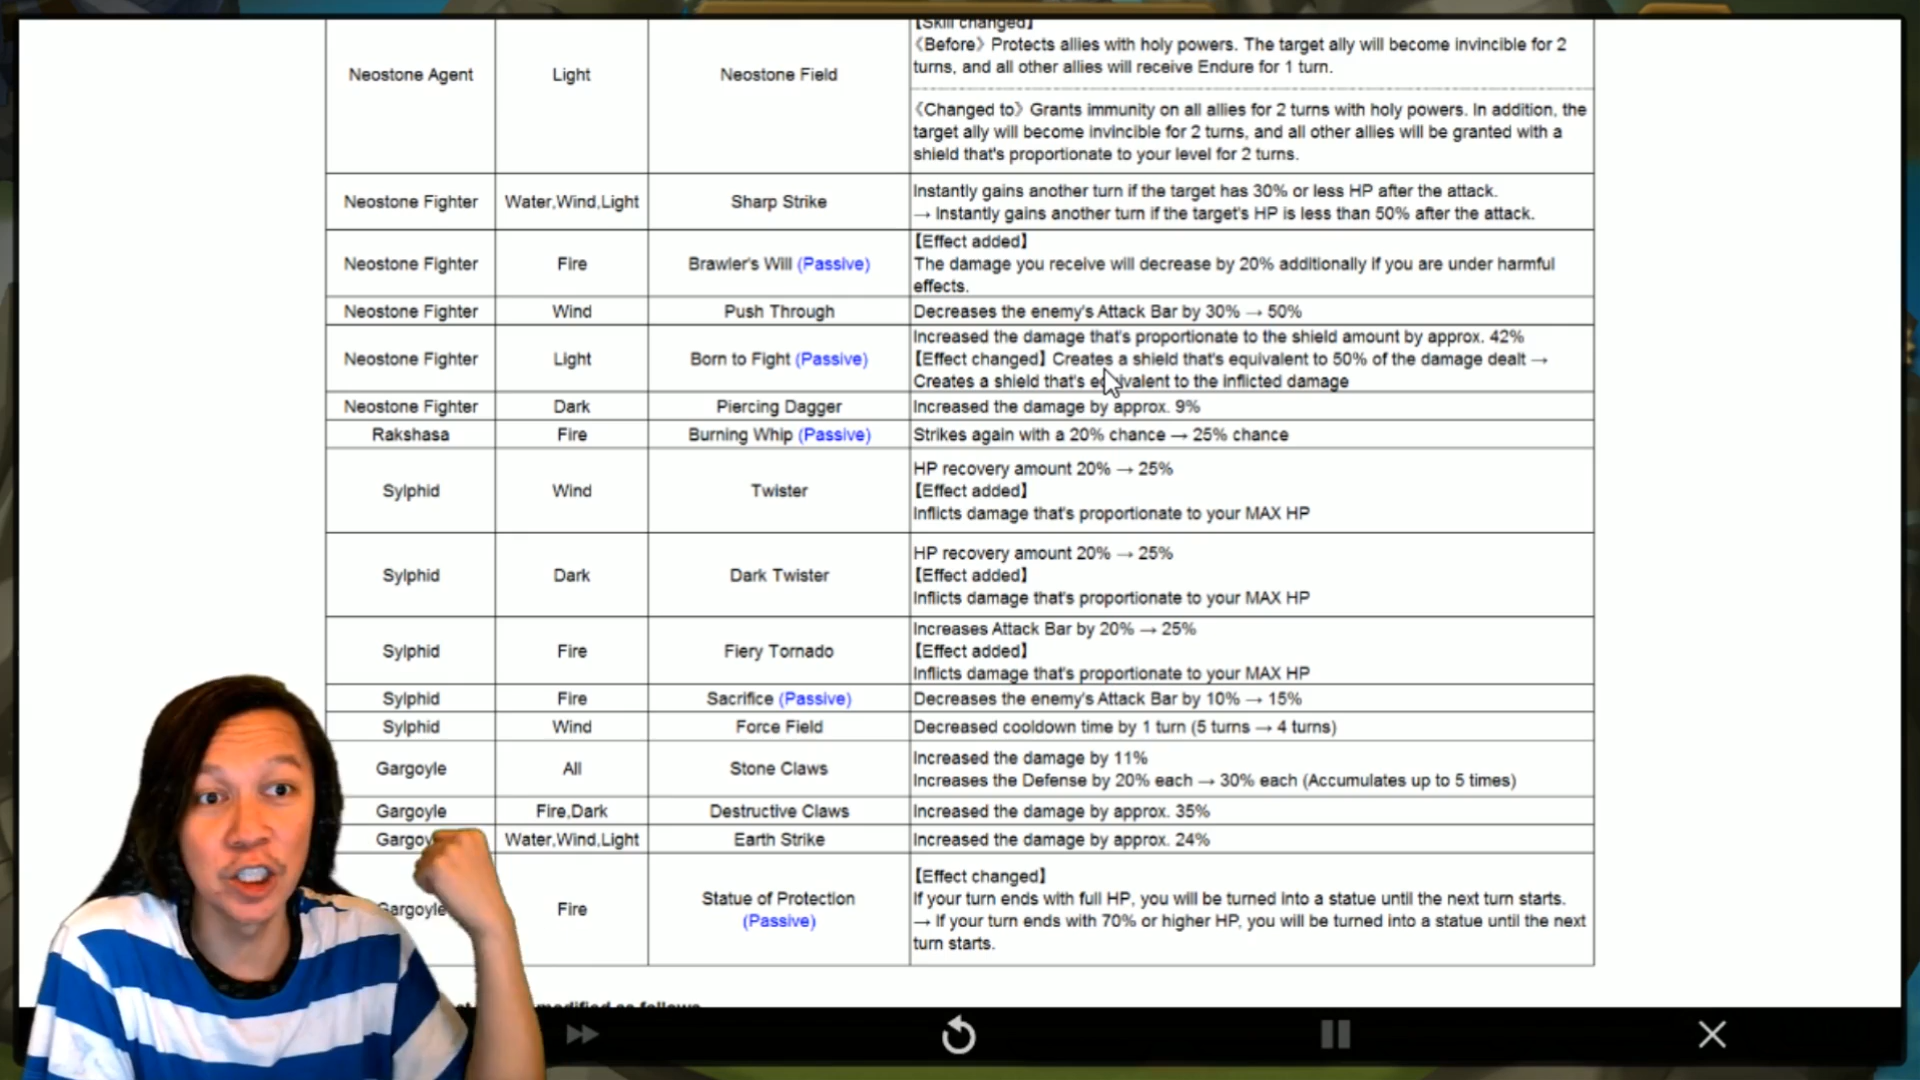 【Skill changed】
《Before》Protects allies with holy powers. The target ally will become invincible for 2
turns, and all other allies will receive Endure for 1 turn.
Neostone Agent Light Neostone Field
《Changed to》Grants immunity on all allies for 2 turns with holy powers. In addition, the
target ally will become invincible for 2 turns, and all other allies will be granted with a
shield that's proportionate to your level for 2 turns.
Neostone Fighter Water,Wind,Light Sharp Strike
Instantly gains another turn if the target has 30% or less HP after the attack.
→ Instantly gains another turn if the target's HP is less than 50% after the attack.
Neostone Fighter Fire Brawler's Will (Passive)
【Effect added】
The damage you receive will decrease by 20% additionally if you are under harmful
effects.
Neostone Fighter Wind Push Through Decreases the enemy's Attack Bar by 30% → 50%
Neostone Fighter Light Born to Fight (Passive)
Increased the damage that's proportionate to the shield amount by approx. 42%
【Effect changed】Creates a shield that's equivalent to 50% of the damage dealt →
Creates a shield that's equivalent to the inflicted damage
Neostone Fighter Dark Piercing Dagger Increased the damage by approx. 9%
Rakshasa Fire Burning Whip (Passive) Strikes again with a 20% chance → 25% chance
Sylphid Wind Twister
HP recovery amount 20% → 25%
【Effect added】
Inflicts damage that's proportionate to your MAX HP
Sylphid Dark Dark Twister
HP recovery amount 20% → 25%
【Effect added】
Inflicts damage that's proportionate to your MAX HP
Sylphid Fire Fiery Tornado
Increases Attack Bar by 20% → 25%
【Effect added】
Inflicts damage that's proportionate to your MAX HP
Sylphid Fire Sacrifice (Passive) Decreases the enemy's Attack Bar by 10% → 15%
Sylphid Wind Force Field Decreased cooldown time by 1 turn (5 turns → 4 turns)
Gargoyle All Stone Claws
Increased the damage by 11%
Increases the Defense by 20% each → 30% each (Accumulates up to 5 times)
Gargoyle Fire,Dark Destructive Claws Increased the damage by approx. 35%
Gargoy Water,Wind,Light Earth Strike Increased the damage by approx. 24%
Gargoyle Fire Statue of Protection
(Passive)
【Effect changed】
If your turn ends with full HP, you will be turned into a statue until the next turn starts.
→ If your turn ends with 70% or higher HP, you will be turned into a statue until the next
turn starts.
modified as follows